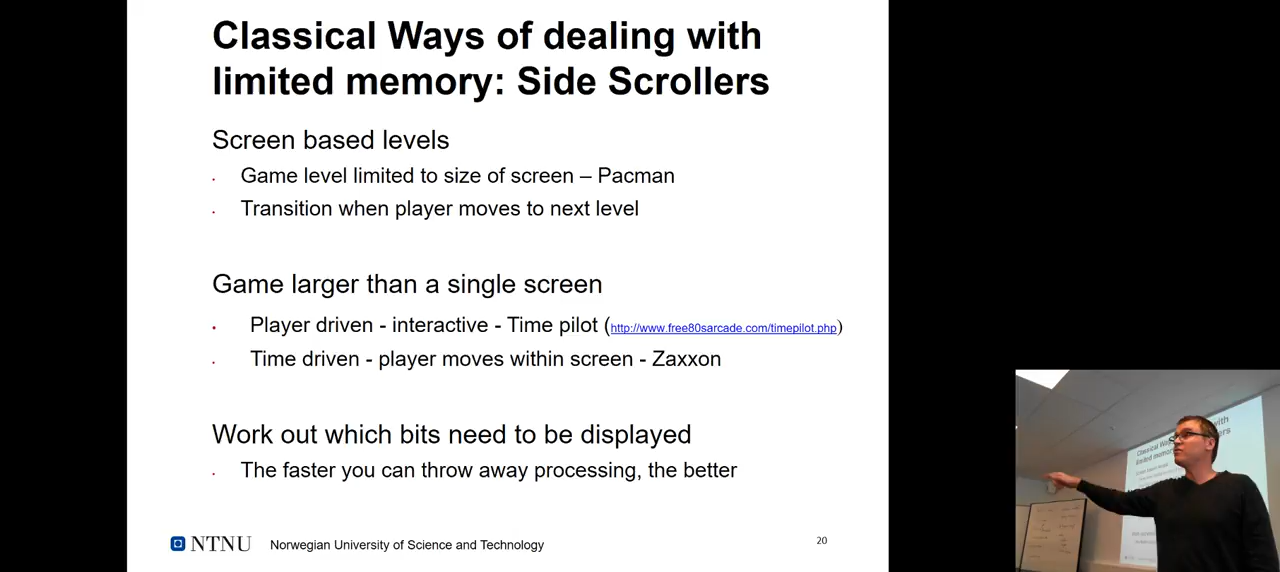 Classical Ways of dealing with
limited memory: Side Scrollers
Screen based levels
· Game level limited to size of screen – Pacman
· Transition when player moves to next level
Game larger than a single screen
· Player driven - interactive - Time pilot (http://www.free80sarcade.com/timepilot.php)
· Time driven - player moves within screen - Zaxxon
Work out which bits need to be displayed
· The faster you can throw away processing, the better
NTNU Norwegian University of Science and Technology 20